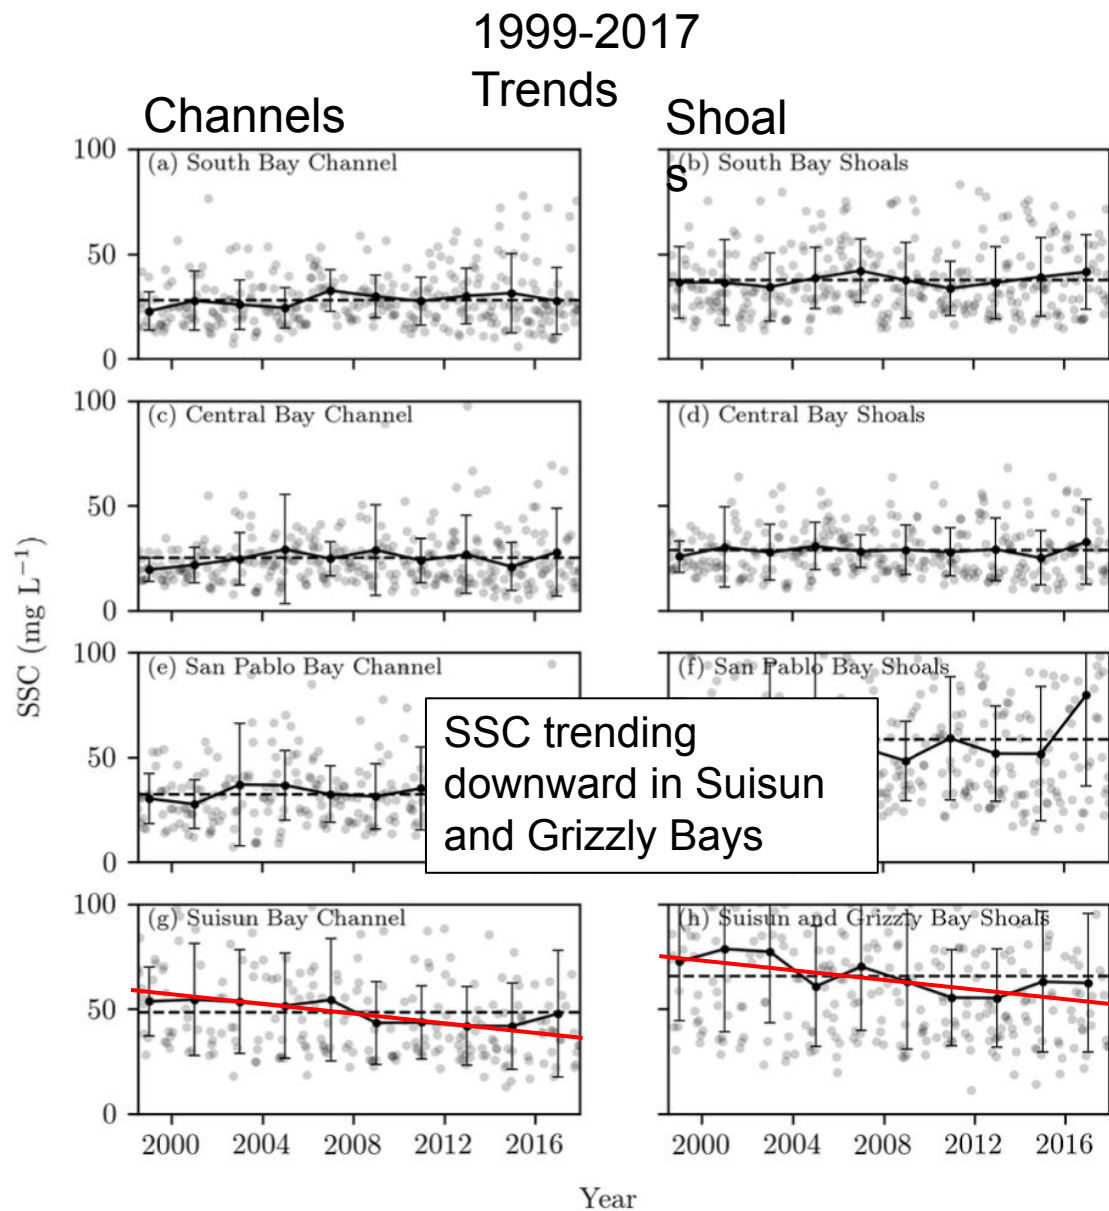 1999-2017
Trends
Channels
Shoal
s
100
50
0
(a) South Bay Channel
(b) South Bay Shoals
100
50
0
(c) Central Bay Channel
(d) Central Bay Shoals
SSC (mg L⁻¹)
100
50
0
(e) San Pablo Bay Channel
(f) San Pablo Bay Shoals
SSC trending
downward in Suisun
and Grizzly Bays
100
50
0
(g) Suisun Bay Channel
(h) Suisun and Grizzly Bay Shoals
2000 2004 2008 2012 2016
2000 2004 2008 2012 2016
Year